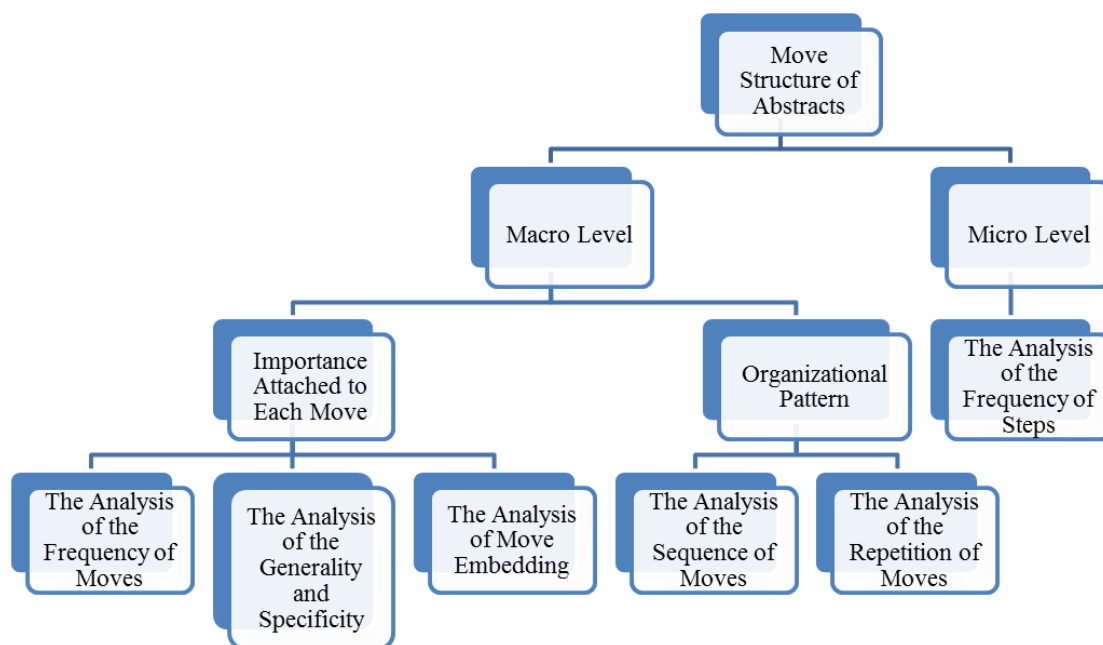 Move
Structure of
Abstracts
Macro Level
Micro Level
Importance
Attached to
Each Move
Organizational
Pattern
The Analysis
of the
Frequency of
Steps
The Analysis
of the
Frequency of
Moves
The Analysis
of the
Generality
and
Specificity
The Analysis
of Move
Embedding
The Analysis
of the
Sequence of
Moves
The Analysis
of the
Repetition of
Moves